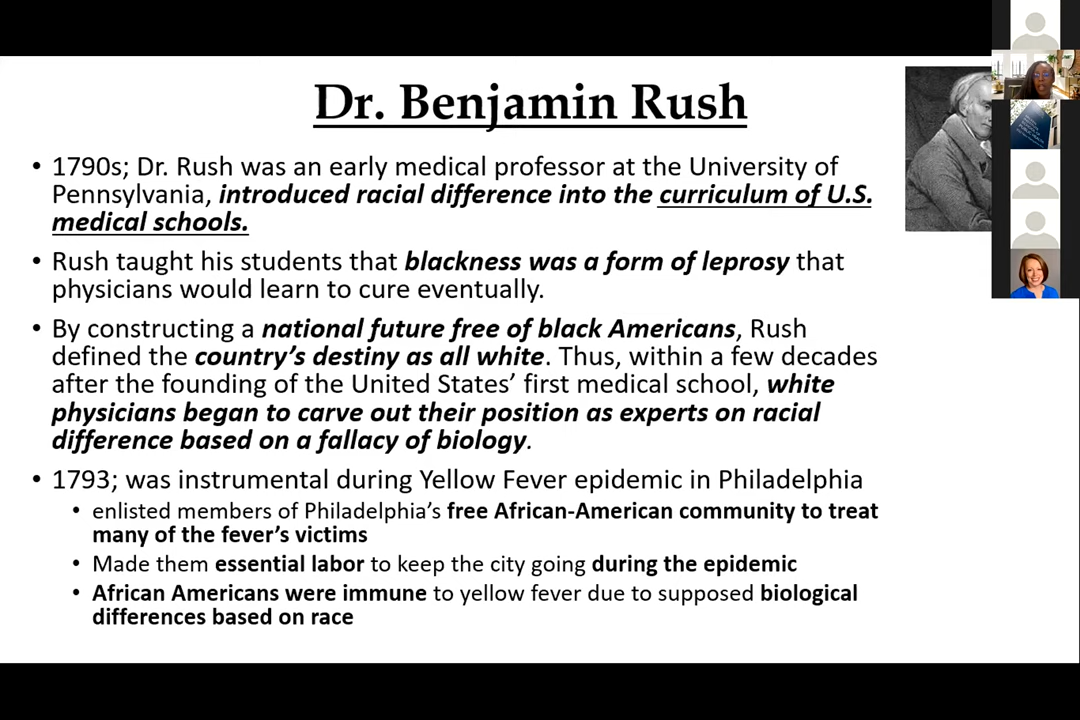 Dr. Benjamin Rush
• 1790s; Dr. Rush was an early medical professor at the University of
Pennsylvania, introduced racial difference into the curriculum of U.S.
medical schools.
• Rush taught his students that blackness was a form of leprosy that
physicians would learn to cure eventually.
• By constructing a national future free of black Americans, Rush
defined the country's destiny as all white. Thus, within a few decades
after the founding of the United States' first medical school, white
physicians began to carve out their position as experts on racial
difference based on a fallacy of biology.
• 1793; was instrumental during Yellow Fever epidemic in Philadelphia
• enlisted members of Philadelphia's free African-American community to treat
many of the fever's victims
• Made them essential labor to keep the city going during the epidemic
• African Americans were immune to yellow fever due to supposed biological
differences based on race